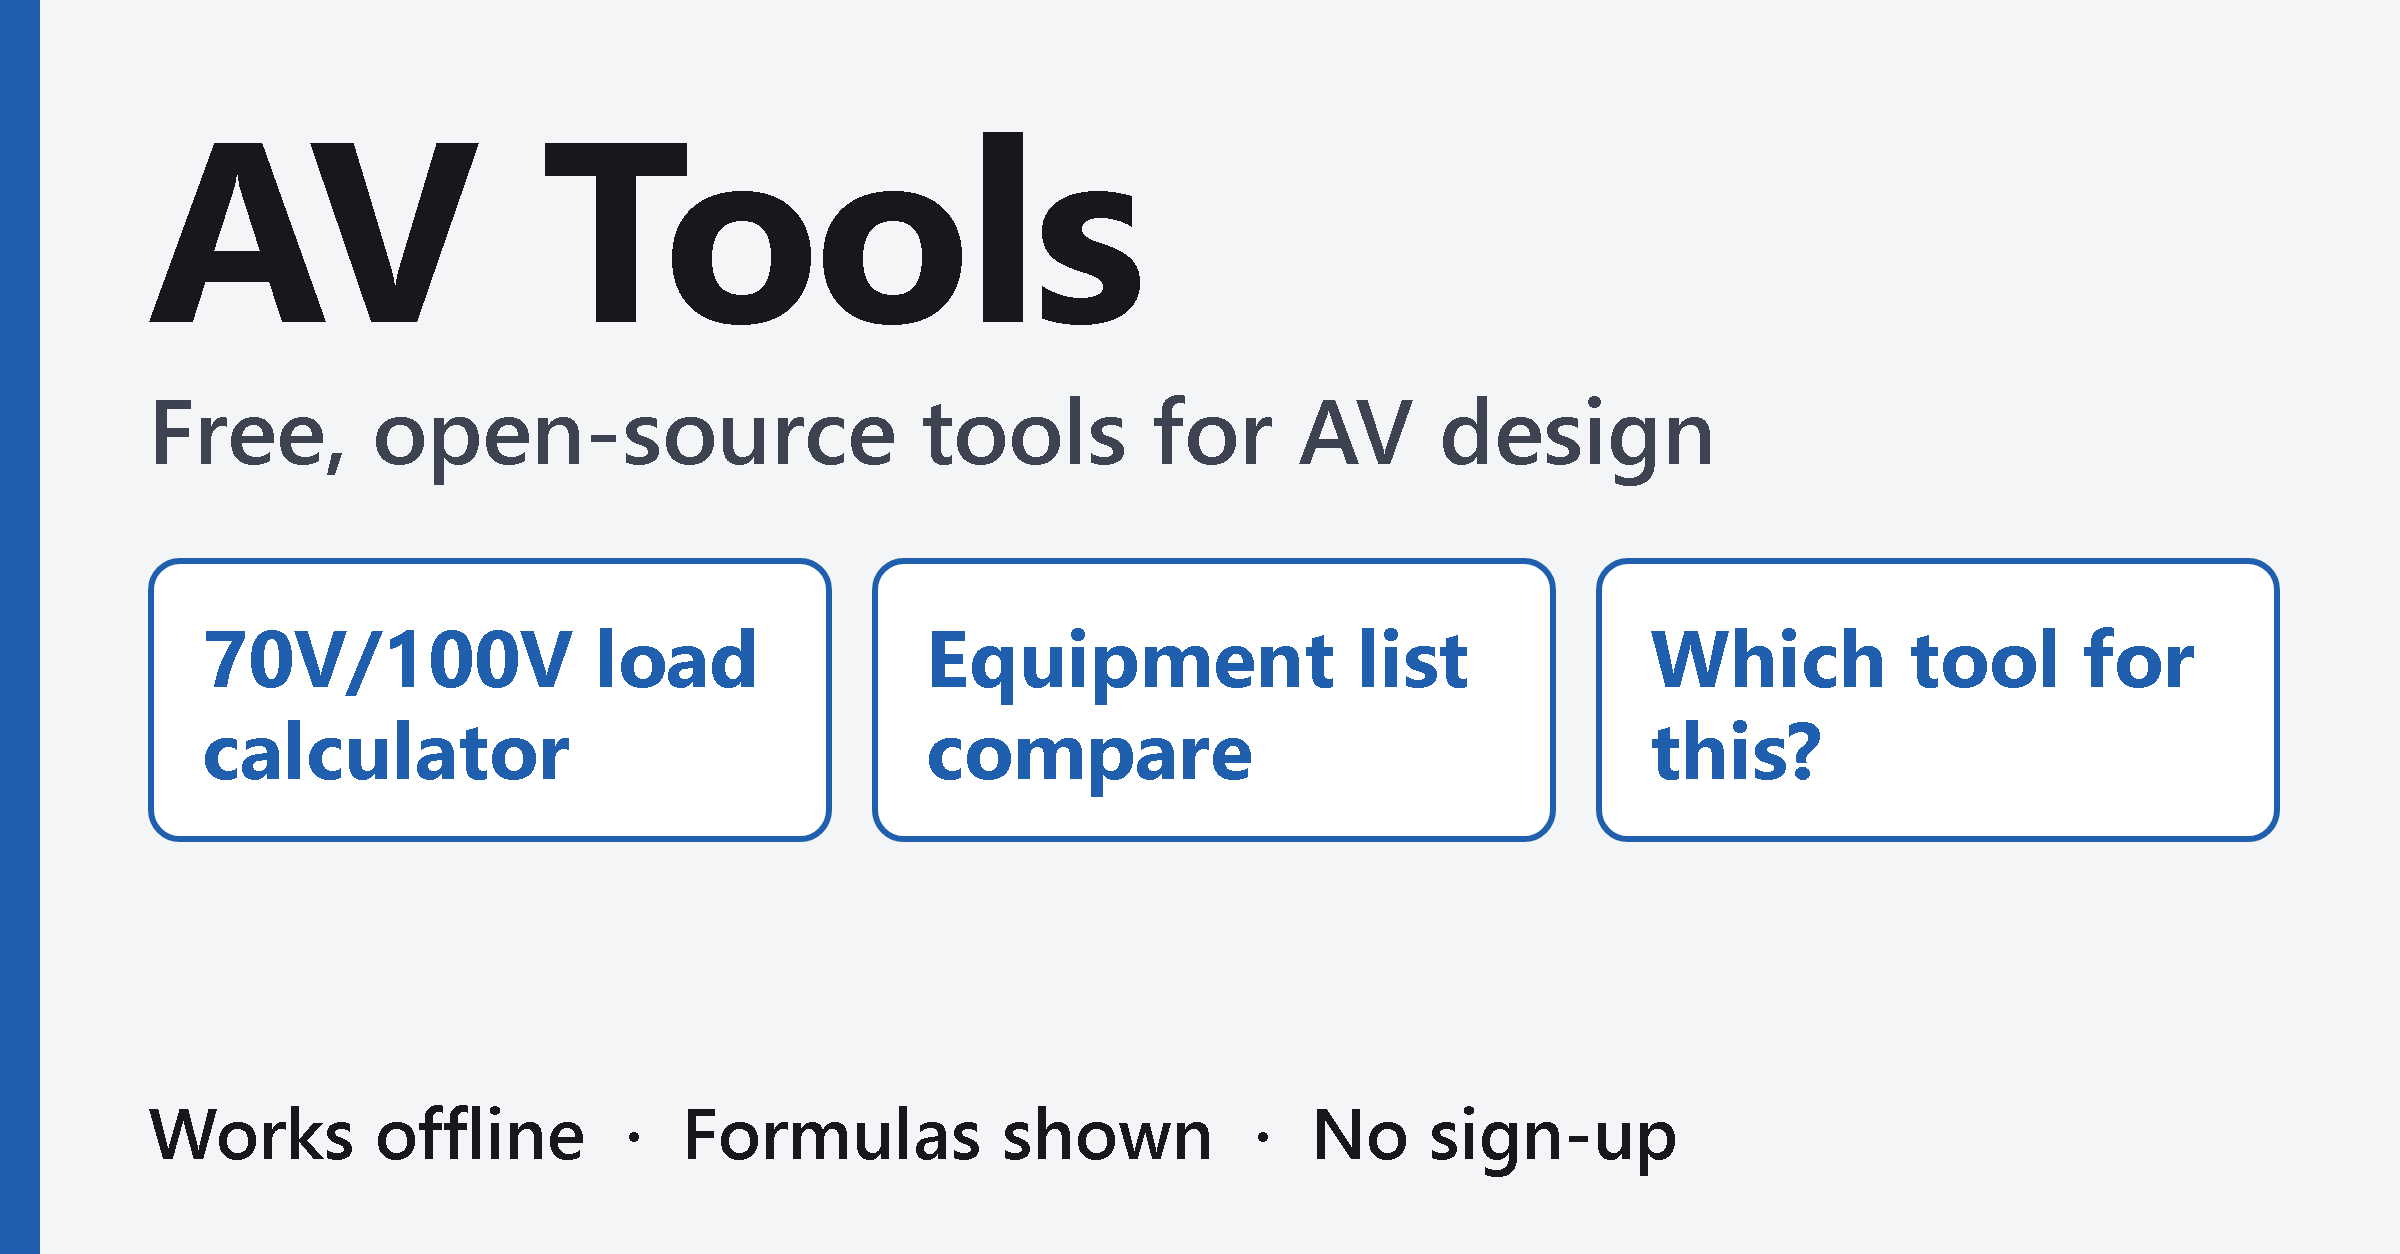 AV Tools
Free, open-source tools for AV design
70V/100V load
calculator
Equipment list
compare
Which tool for
this?
Works offline · Formulas shown · No sign-up